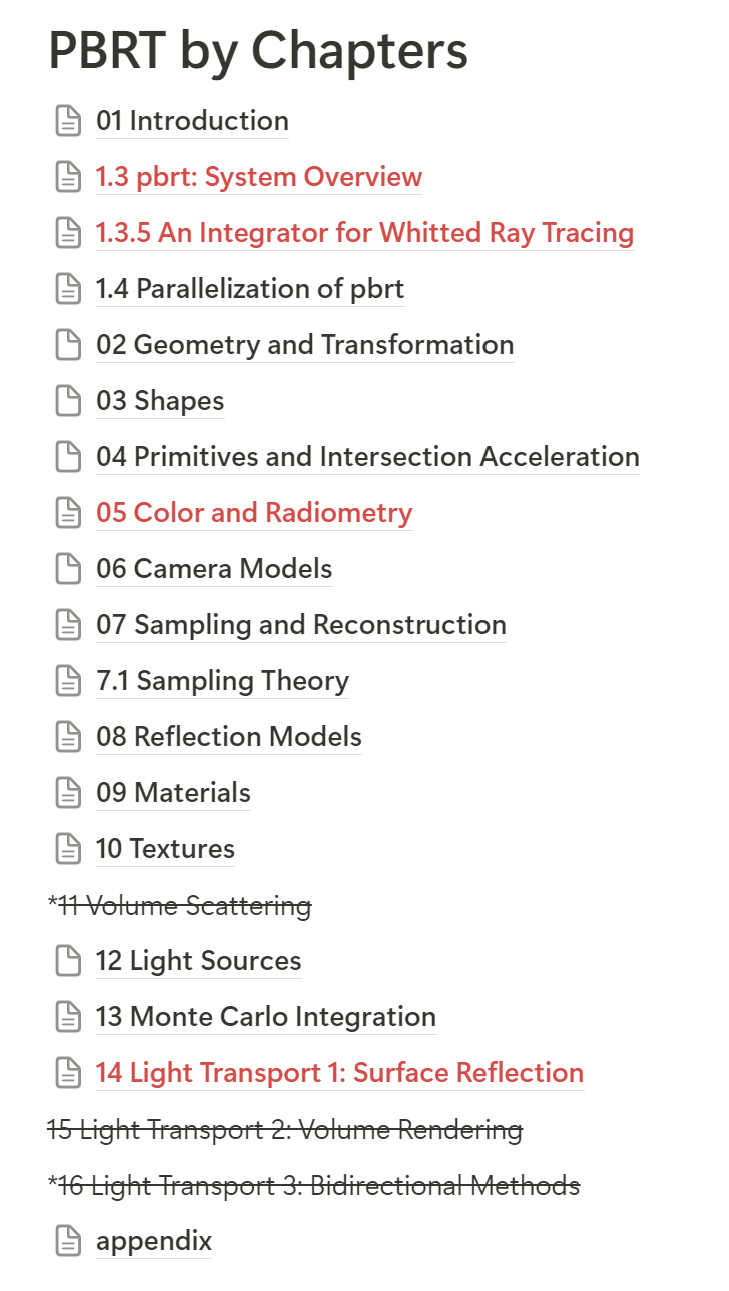 PBRT by Chapters
01 Introduction
1.3 pbrt: System Overview
1.3.5 An Integrator for Whitted Ray Tracing
1.4 Parallelization of pbrt
02 Geometry and Transformation
03 Shapes
04 Primitives and Intersection Acceleration
05 Color and Radiometry
06 Camera Models
07 Sampling and Reconstruction
7.1 Sampling Theory
08 Reflection Models
09 Materials
10 Textures
*11 Volume Scattering
12 Light Sources
13 Monte Carlo Integration
14 Light Transport 1: Surface Reflection
15 Light Transport 2: Volume Rendering
*16 Light Transport 3: Bidirectional Methods
appendix